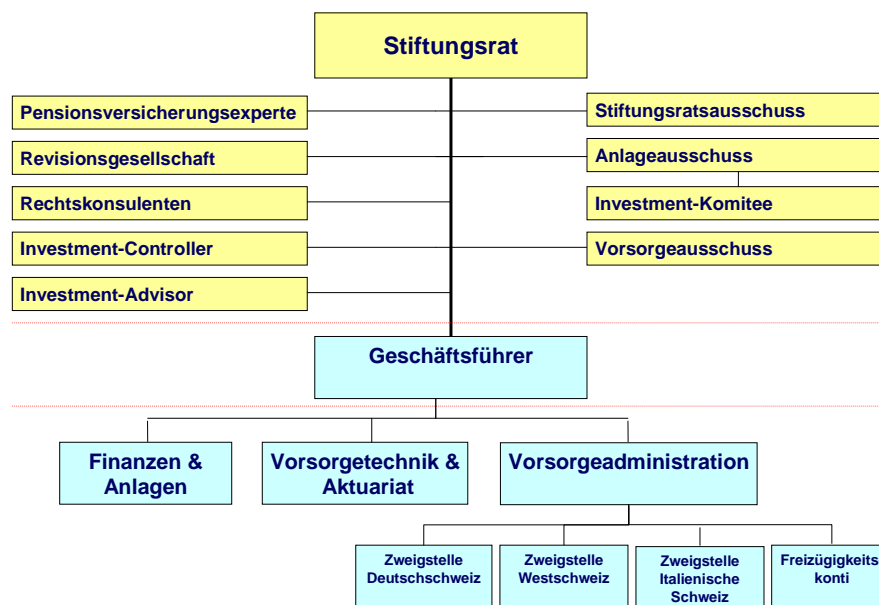 Stiftungsrat
Pensionsversicherungsexperte
Stiftungsratsausschuss
Revisionsgesellschaft
Anlageausschuss
Rechtskonsulenten
Investment-Komitee
Investment-Controller
Vorsorgeausschuss
Investment-Advisor
Geschäftsführer
Finanzen &
Anlagen
Vorsorgetechnik &
Aktuariat
Vorsorgeadministration
Zweigstelle
Deutschschweiz
Zweigstelle
Westschweiz
Zweigstelle
Italienische
Schweiz
Freizügigkeits
konti